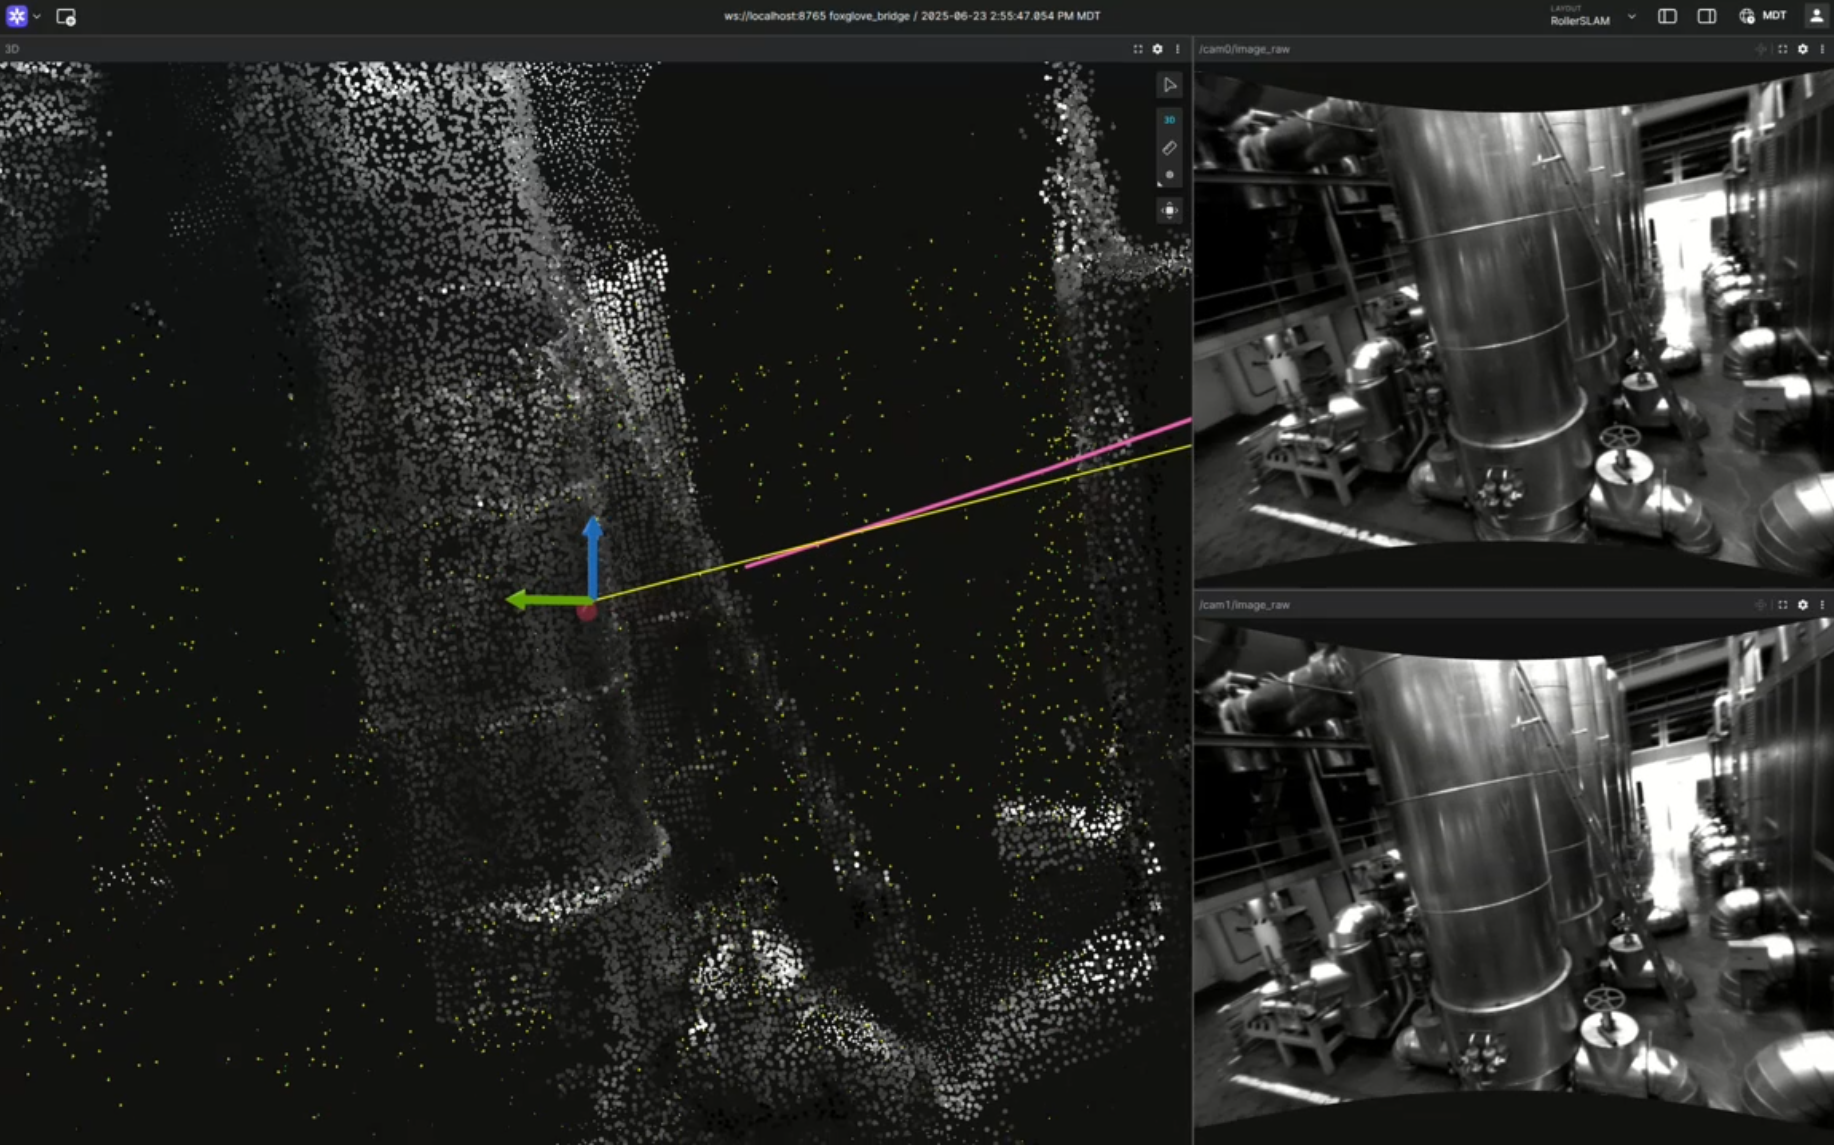 ws://localhost:8765 foxglove_bridge / 2025-06-23 2:55:47.054 PM MDT
LAYOUT
RollerSLAM
MDT
3D
/cam0/image_raw
3D
/cam1/image_raw